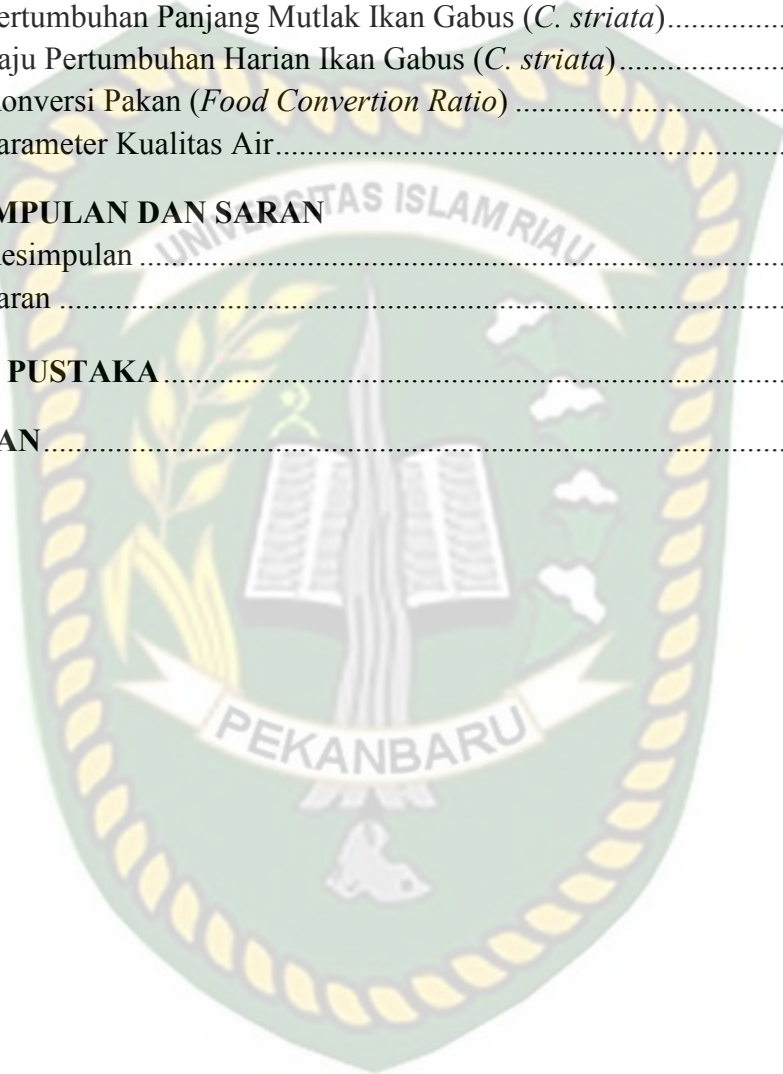 ertumbuhan Panjang Mutlak Ikan Gabus (C. striata)
aju Pertumbuhan Harian Ikan Gabus (C. striata)
onversi Pakan (Food Convertion Ratio)
arameter Kualitas Air
MPULAN DAN SARAN
UNIVERSITAS ISLAM RIAU
esimpulan
aran
PUSTAKA
AN
PEKANBARU